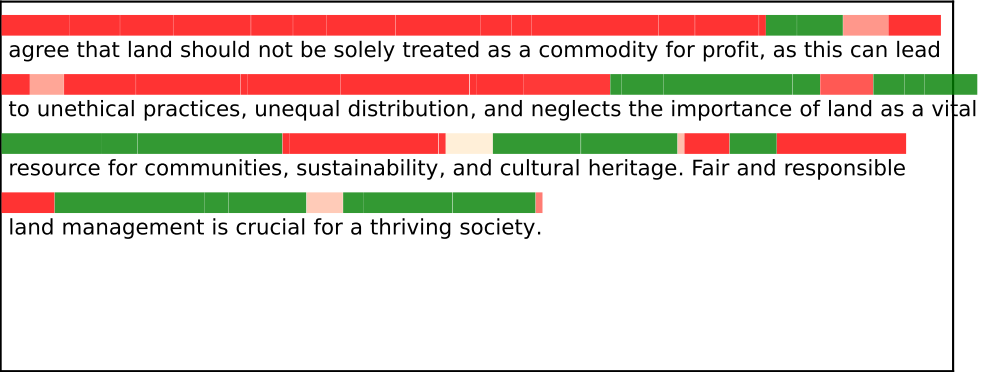 agree that land should not be solely treated as a commodity for profit, as this can lead
to unethical practices, unequal distribution, and neglects the importance of land as a vital
resource for communities, sustainability, and cultural heritage. Fair and responsible
land management is crucial for a thriving society.